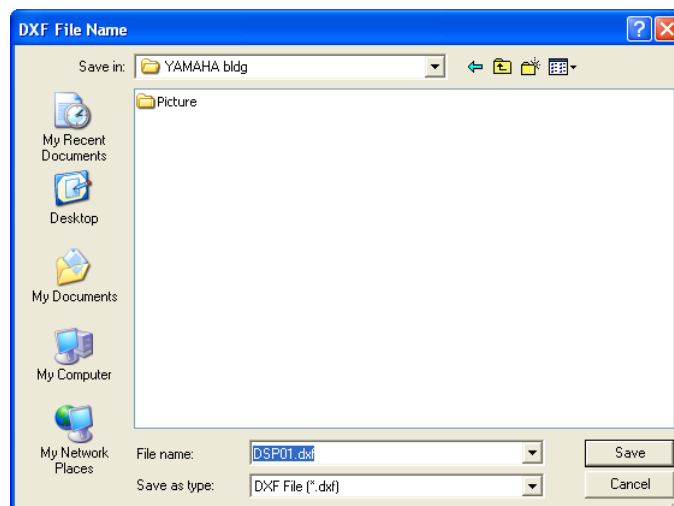 DXF File Name
Save in:
YAMAHA bldg
Picture
My Recent
Documents
Desktop
My Documents
My Computer
My Network
Places
File name:
DSP01.dxf
Save
Save as type:
DXF File (*.dxf)
Cancel